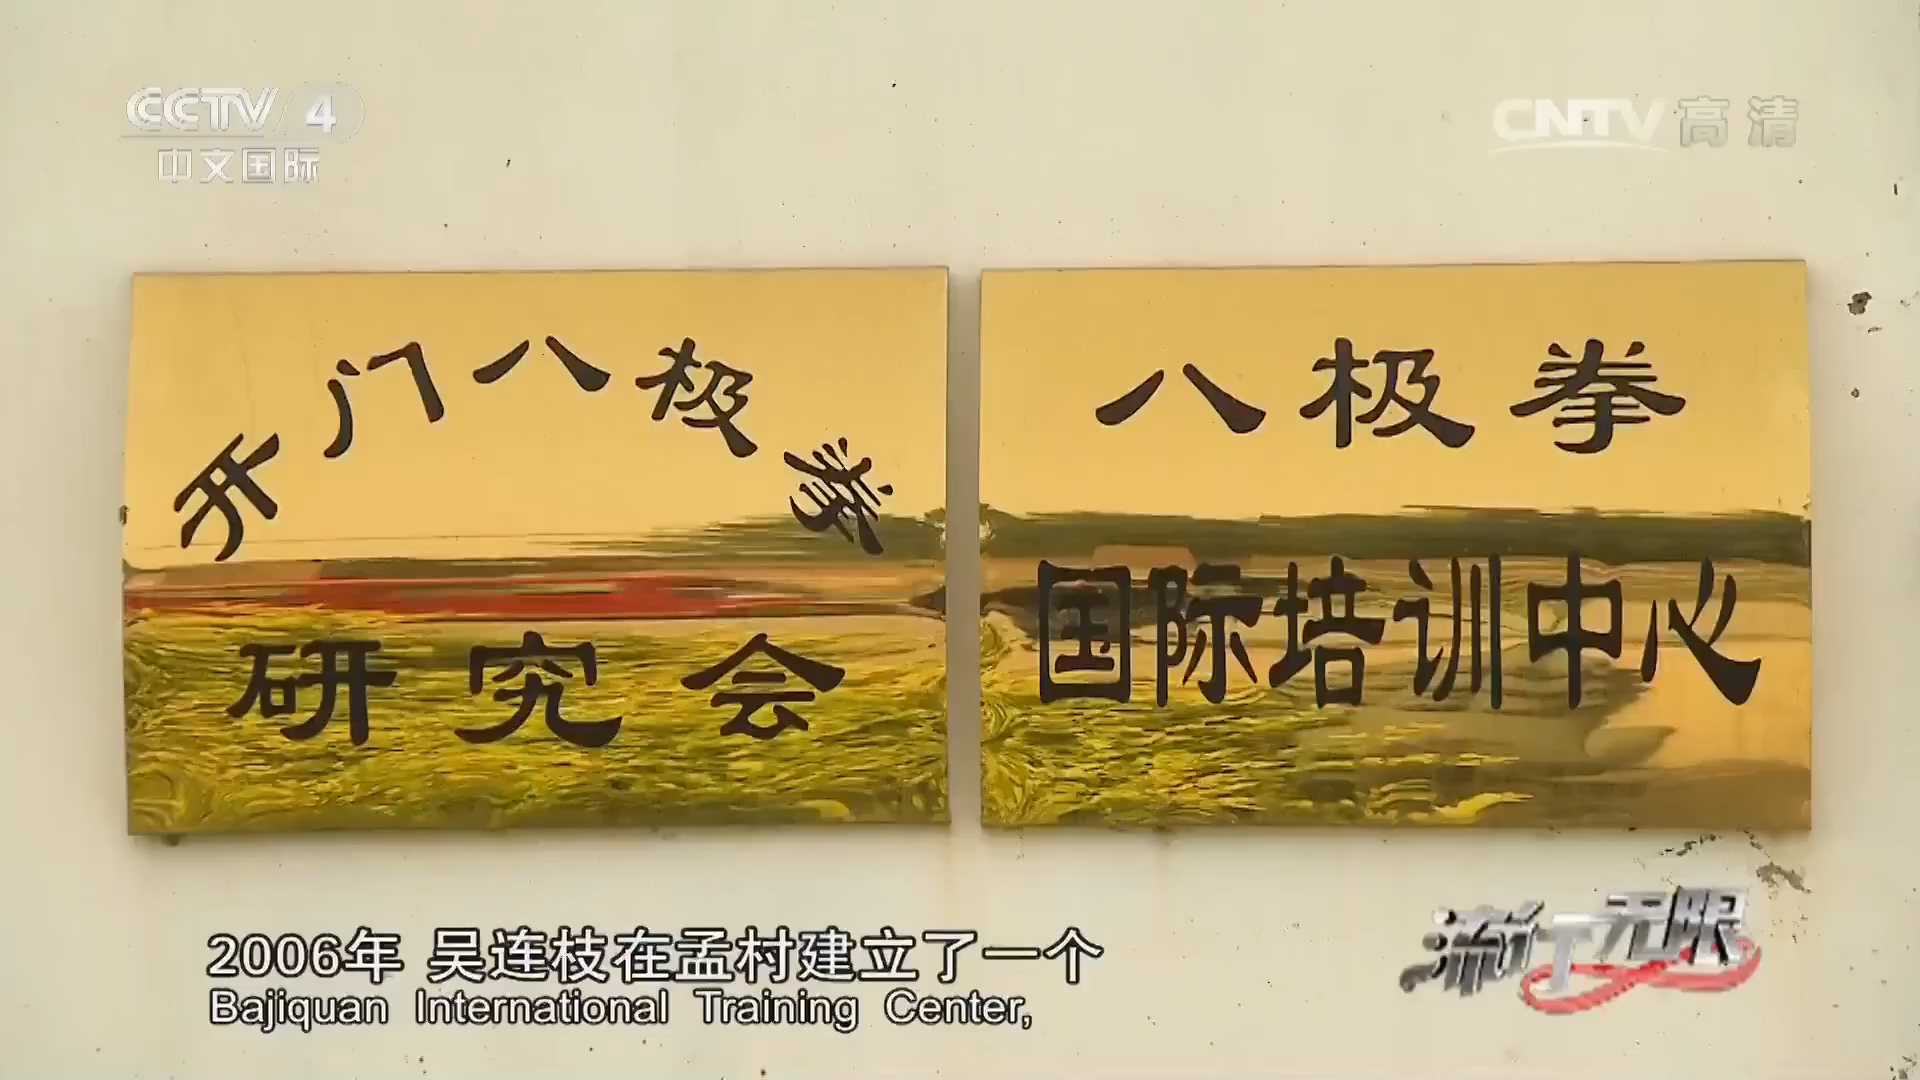 CCTV 4
中文国际
CNTV 高清
开门八极拳
研究会
八极拳
国际培训中心
2006年 吴连枝在孟村建立了一个
Bajiquan International Training Center,
流行无限